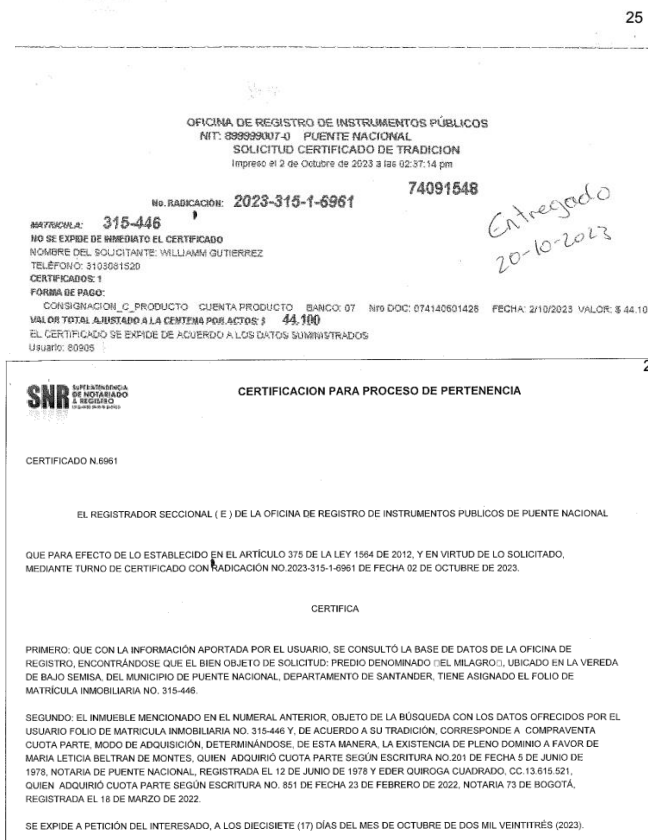 25
OFICINA DE REGISTRO DE INSTRUMENTOS PÚBLICOS
NIT: 899999007-0 PUENTE NACIONAL
SOLICITUD CERTIFICADO DE TRADICION
Impreso el 2 de Octubre de 2023 a las 02:37:14 pm
74091548
No. RADICACIÓN: 2023-315-1-6961
Entregado
20-10-2023
MATRICULA: 315-446
NO SE EXPIDE DE INMEDIATO EL CERTIFICADO
NOMBRE DEL SOLICITANTE: WILLIAMM GUTIERREZ
TELÉFONO: 3103081520
CERTIFICADOS: 1
FORMA DE PAGO:
CONSIGNACION_C_PRODUCTO CUENTA PRODUCTO BANCO: 07 Nro DOC: 074140601428 FECHA: 2/10/2023 VALOR: $ 44.10
VALOR TOTAL AJUSTADO A LA CENTENA POR ACTOS: $ 44,100
EL CERTIFICADO SE EXPIDE DE ACUERDO A LOS DATOS SUMINISTRADOS
Usuario: 80905
2
SNR SUPERINTENDENCIA DE NOTARIADO & REGISTRO
CERTIFICACION PARA PROCESO DE PERTENENCIA
CERTIFICADO N.6961
EL REGISTRADOR SECCIONAL ( E ) DE LA OFICINA DE REGISTRO DE INSTRUMENTOS PUBLICOS DE PUENTE NACIONAL
QUE PARA EFECTO DE LO ESTABLECIDO EN EL ARTÍCULO 375 DE LA LEY 1564 DE 2012, Y EN VIRTUD DE LO SOLICITADO,
MEDIANTE TURNO DE CERTIFICADO CON RADICACIÓN NO.2023-315-1-6961 DE FECHA 02 DE OCTUBRE DE 2023.
CERTIFICA
PRIMERO: QUE CON LA INFORMACIÓN APORTADA POR EL USUARIO, SE CONSULTÓ LA BASE DE DATOS DE LA OFICINA DE
REGISTRO, ENCONTRÁNDOSE QUE EL BIEN OBJETO DE SOLICITUD: PREDIO DENOMINADO □EL MILAGRO□, UBICADO EN LA VEREDA
DE BAJO SEMISA, DEL MUNICIPIO DE PUENTE NACIONAL, DEPARTAMENTO DE SANTANDER, TIENE ASIGNADO EL FOLIO DE
MATRÍCULA INMOBILIARIA NO. 315-446.
SEGUNDO: EL INMUEBLE MENCIONADO EN EL NUMERAL ANTERIOR, OBJETO DE LA BÚSQUEDA CON LOS DATOS OFRECIDOS POR EL
USUARIO FOLIO DE MATRICULA INMOBILIARIA NO. 315-446 Y, DE ACUERDO A SU TRADICIÓN, CORRESPONDE A COMPRAVENTA
CUOTA PARTE, MODO DE ADQUISICIÓN, DETERMINÁNDOSE, DE ESTA MANERA, LA EXISTENCIA DE PLENO DOMINIO A FAVOR DE
MARIA LETICIA BELTRAN DE MONTES, QUIEN ADQUIRIÓ CUOTA PARTE SEGÚN ESCRITURA NO.201 DE FECHA 5 DE JUNIO DE
1978, NOTARIA DE PUENTE NACIONAL, REGISTRADA EL 12 DE JUNIO DE 1978 Y EDER QUIROGA CUADRADO, CC.13.615.521,
QUIEN ADQUIRIÓ CUOTA PARTE SEGÚN ESCRITURA NO. 851 DE FECHA 23 DE FEBRERO DE 2022, NOTARIA 73 DE BOGOTÁ,
REGISTRADA EL 18 DE MARZO DE 2022.
SE EXPIDE A PETICIÓN DEL INTERESADO, A LOS DIECISIETE (17) DÍAS DEL MES DE OCTUBRE DE DOS MIL VEINTITRÉS (2023).